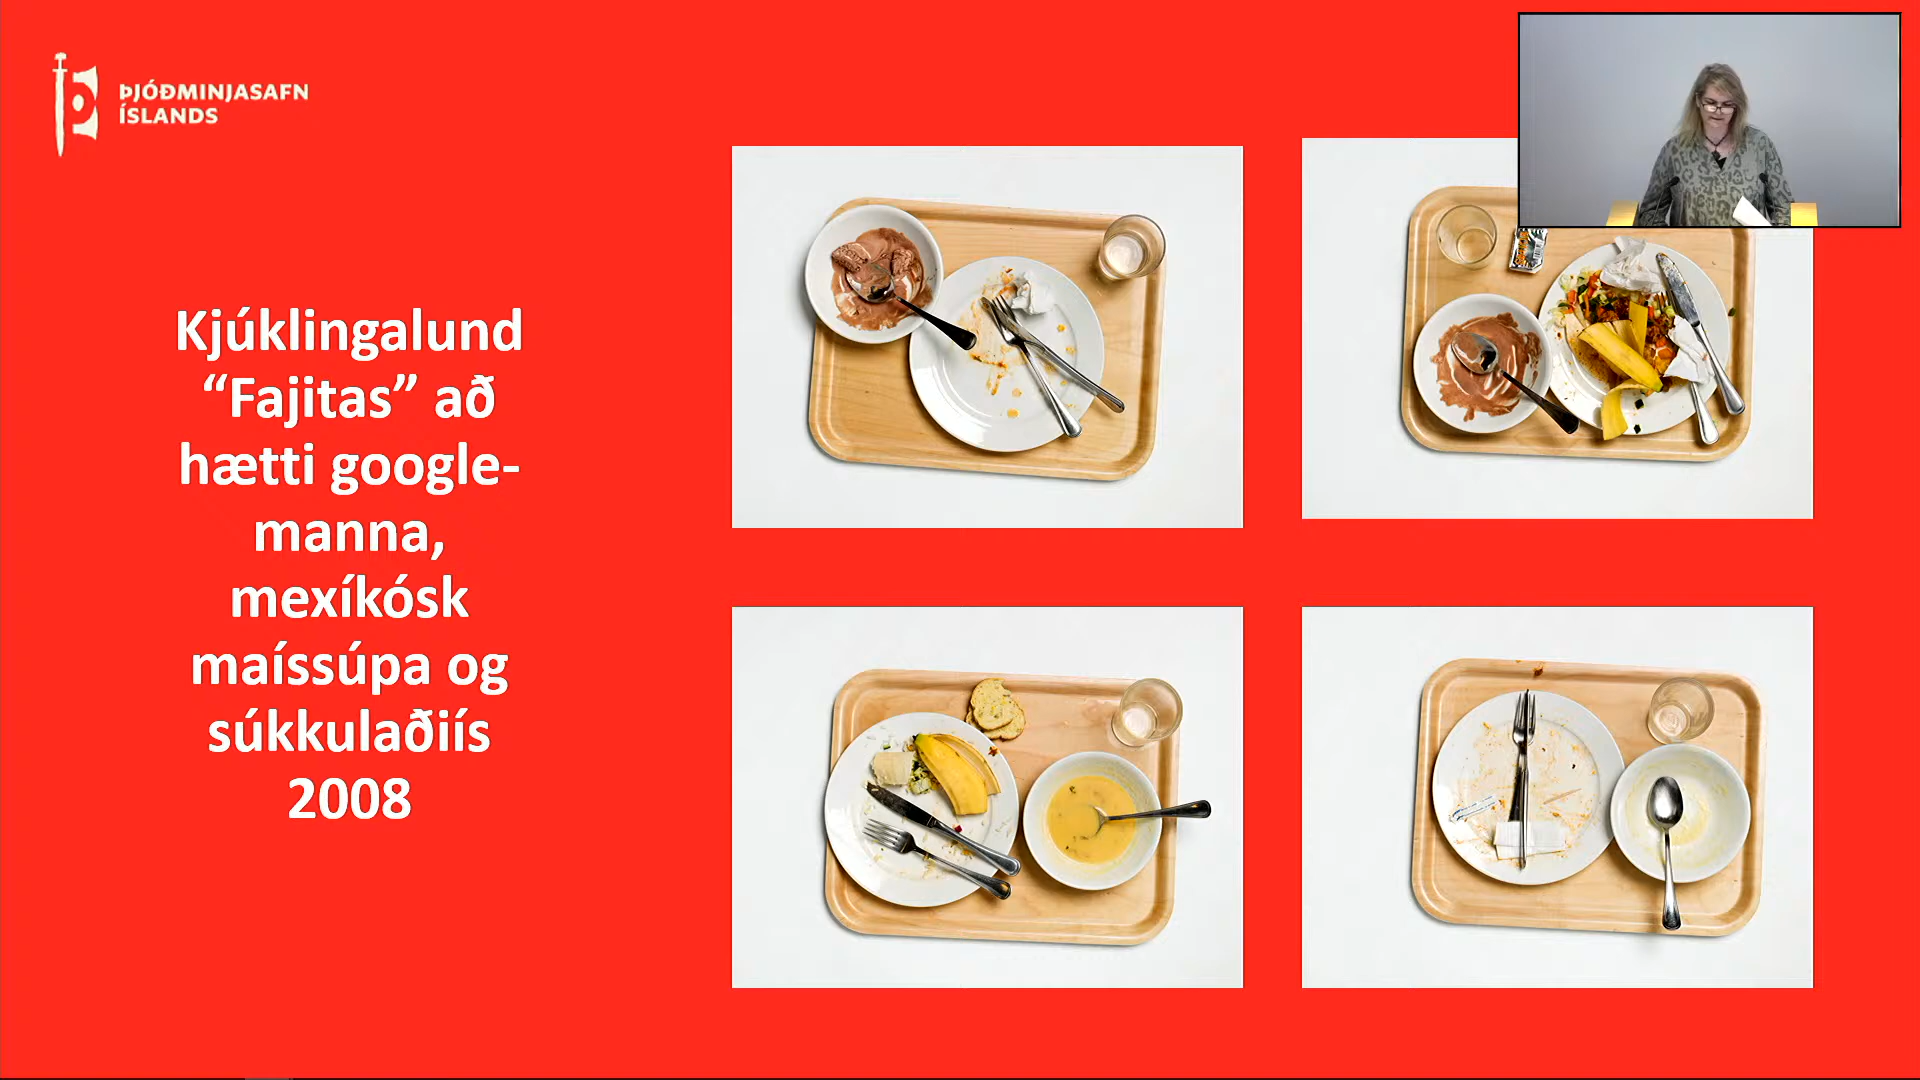 ÞJÓÐMINJASAFN
ÍSLANDS
Kjúklingalund
“Fajitas” að
hætti google-
manna,
mexíkósk
maíssúpa og
súkkulaðiís
2008